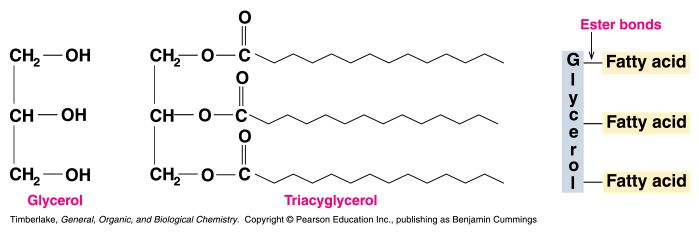 O
Ester bonds
CH2—OH
CH2—O—C
Glycerol
Fatty acid
O
CH—OH
CH—O—C
Fatty acid
O
CH2—OH
CH2—O—C
Fatty acid
Glycerol
Triacyglycerol
Timberlake, General, Organic, and Biological Chemistry. Copyright © Pearson Education Inc., publishing as Benjamin Cummings